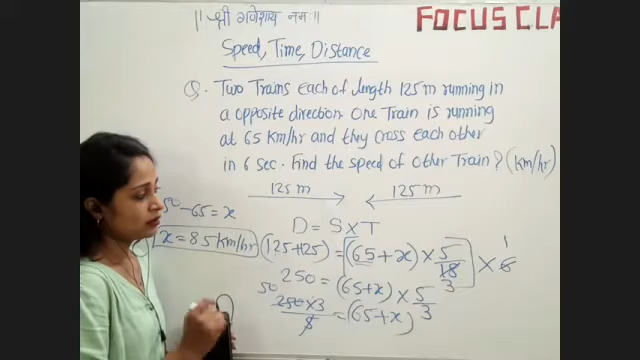 ||श्री गणेशाय नमः||
FOCUS CLA
Speed, Time, Distance
Q. Two Trains each of length 125 m running in
a opposite direction One Train is running
at 65 km/hr and they cross each other
in 6 sec. Find the speed of other Train? (km/hr)
125 m 125 m
D = S x T
(125+125) = (65+x) x 5/18 x 6
3 1
250 = (65+x) x 5/3
50
250 x 3/5 = (65+x)
-65 = x
x = 85 km/hr